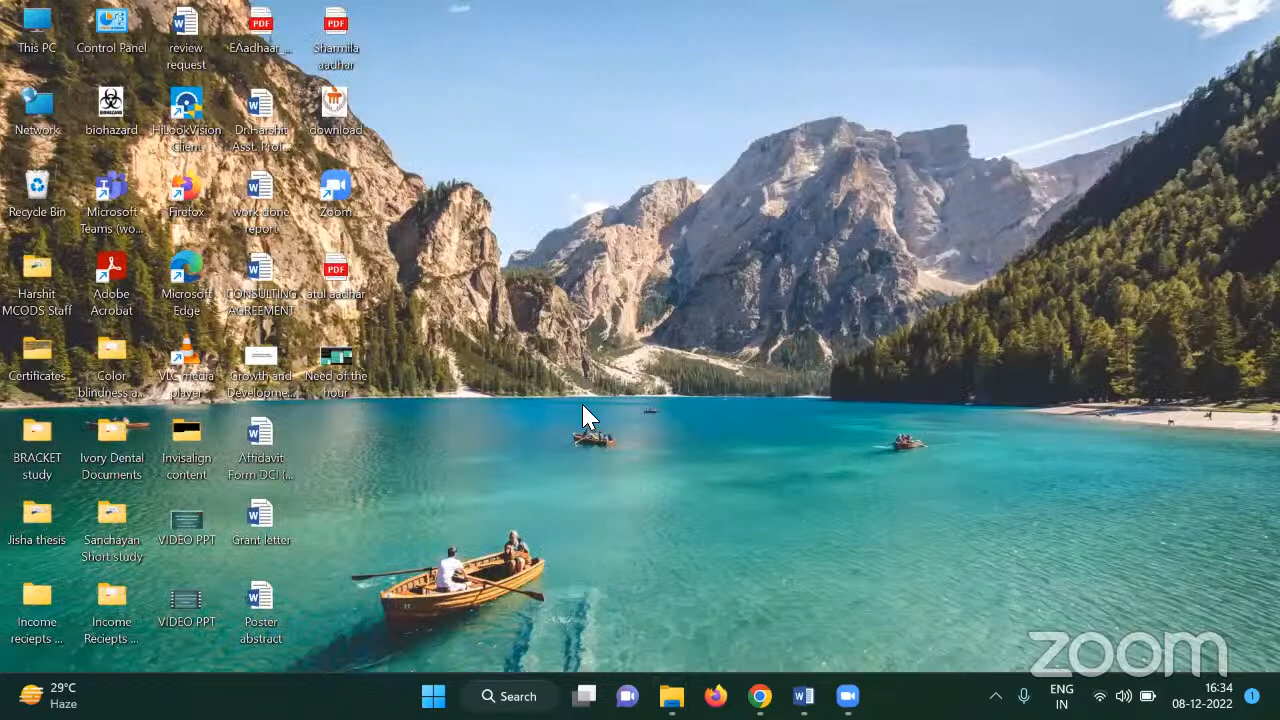 This PC
Control Panel
review
request
EAadhaar_...
Sharmila
aadhar
Network
biohazard
BIOHAZARD
HiLookVision
Client
Dr.Harshit
Asst. Prof...
download
Recycle Bin
Microsoft
Teams (wo...
Firefox
work done
report
Zoom
Harshit
MCODS Staff
Adobe
Acrobat
Microsoft
Edge
CONSULTING
AGREEMENT
atul aadhar
Certificates
Color
blindness a...
VLC media
player
Growth and
Developme...
Need of the
hour
BRACKET
study
Ivory Dental
Documents
Invisalign
content
Affidavit
Form DCI (...
Jisha thesis
Sanchayan
Short study
VIDEO PPT
Grant letter
Income
reciepts ...
Income
Reciepts ...
VIDEO PPT
Poster
abstract
PDF
PDF
PDF
zoom
29°C
Haze
Search
ENG
IN
16:34
08-12-2022
1